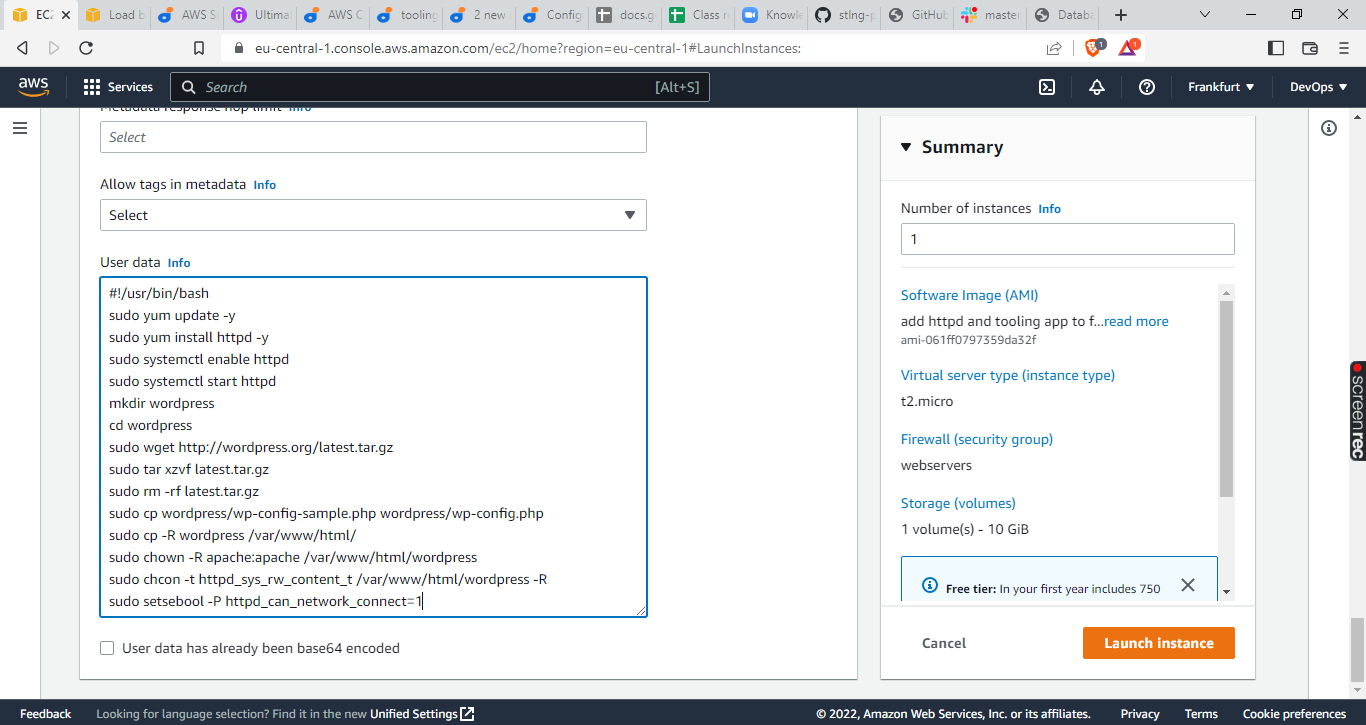 EC2
Load b
AWS S
Ultimat
AWS C
tooling
2 new
Config
docs.g
Class r
Knowle
stlng-p
GitHub
master
Databa
eu-central-1.console.aws.amazon.com/ec2/home?region=eu-central-1#LaunchInstances:
1
1
aws
Services
Search
[Alt+S]
Frankfurt
DevOps
Metadata response hop limit Info
Select
Allow tags in metadata Info
Select
User data Info
#!/usr/bin/bash
sudo yum update -y
sudo yum install httpd -y
sudo systemctl enable httpd
sudo systemctl start httpd
mkdir wordpress
cd wordpress
sudo wget http://wordpress.org/latest.tar.gz
sudo tar xzvf latest.tar.gz
sudo rm -rf latest.tar.gz
sudo cp wordpress/wp-config-sample.php wordpress/wp-config.php
sudo cp -R wordpress /var/www/html/
sudo chown -R apache:apache /var/www/html/wordpress
sudo chcon -t httpd_sys_rw_content_t /var/www/html/wordpress -R
sudo setsebool -P httpd_can_network_connect=1
User data has already been base64 encoded
Summary
Number of instances Info
1
Software Image (AMI)
add httpd and tooling app to f...read more
ami-061ff0797359da32f
Virtual server type (instance type)
t2.micro
Firewall (security group)
webservers
Storage (volumes)
1 volume(s) - 10 GiB
Free tier: In your first year includes 750
Cancel
Launch instance
screenrec
Feedback
Looking for language selection? Find it in the new Unified Settings
© 2022, Amazon Web Services, Inc. or its affiliates.
Privacy
Terms
Cookie preferences